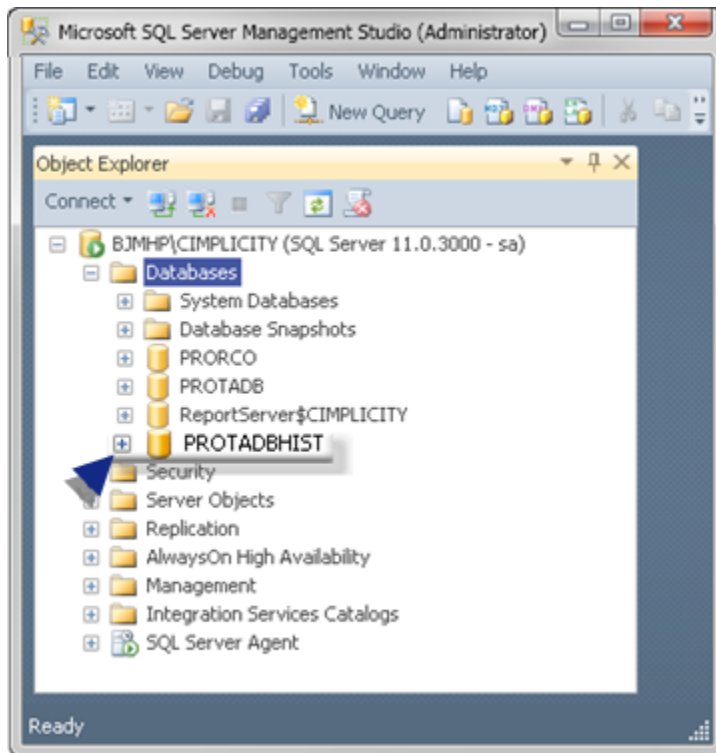 Microsoft SQL Server Management Studio (Administrator)
File Edit View Debug Tools Window Help
New Query
Object Explorer
Connect
BJMHP\CIMPLICITY (SQL Server 11.0.3000 - sa)
Databases
System Databases
Database Snapshots
PRORCO
PROTADB
ReportServer$CIMPLICITY
PROTADBHIST
Security
Server Objects
Replication
AlwaysOn High Availability
Management
Integration Services Catalogs
SQL Server Agent
Ready